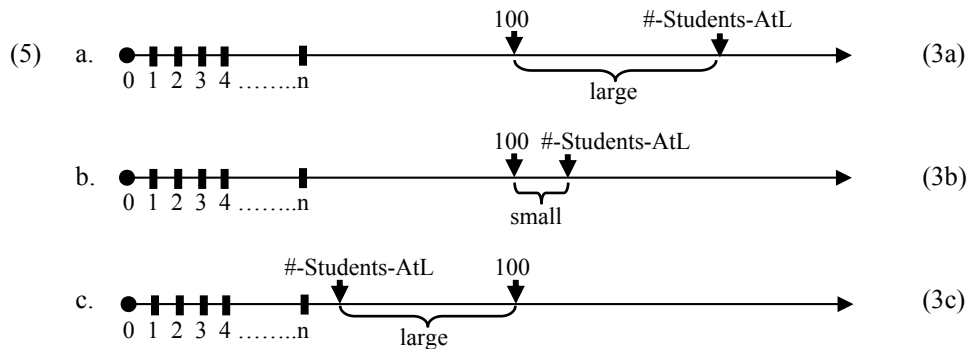 100 #-Students-AtL
(5) a. (3a)
0 1 2 3 4 ……..n
large
100 #-Students-AtL
b. (3b)
0 1 2 3 4 ……..n
small
#-Students-AtL 100
c. (3c)
0 1 2 3 4 ……..n
large